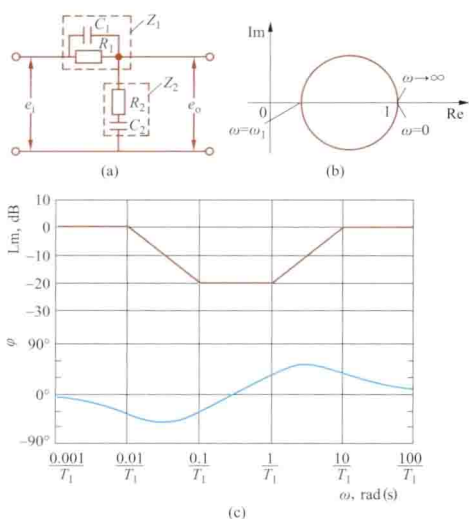 C₁
Z₁
R₁
Z₂
R₂
C₂
eᵢ
eₒ
(a)
Im
ω→∞
0
1
Re
ω=ω₁
ω=0
(b)
Lm, dB
10
0
−10
−20
−30
φ
90°
0°
−90°
0.001/T₁ 0.01/T₁ 0.1/T₁ 1/T₁ 10/T₁ 100/T₁
ω, rad(s)
(c)